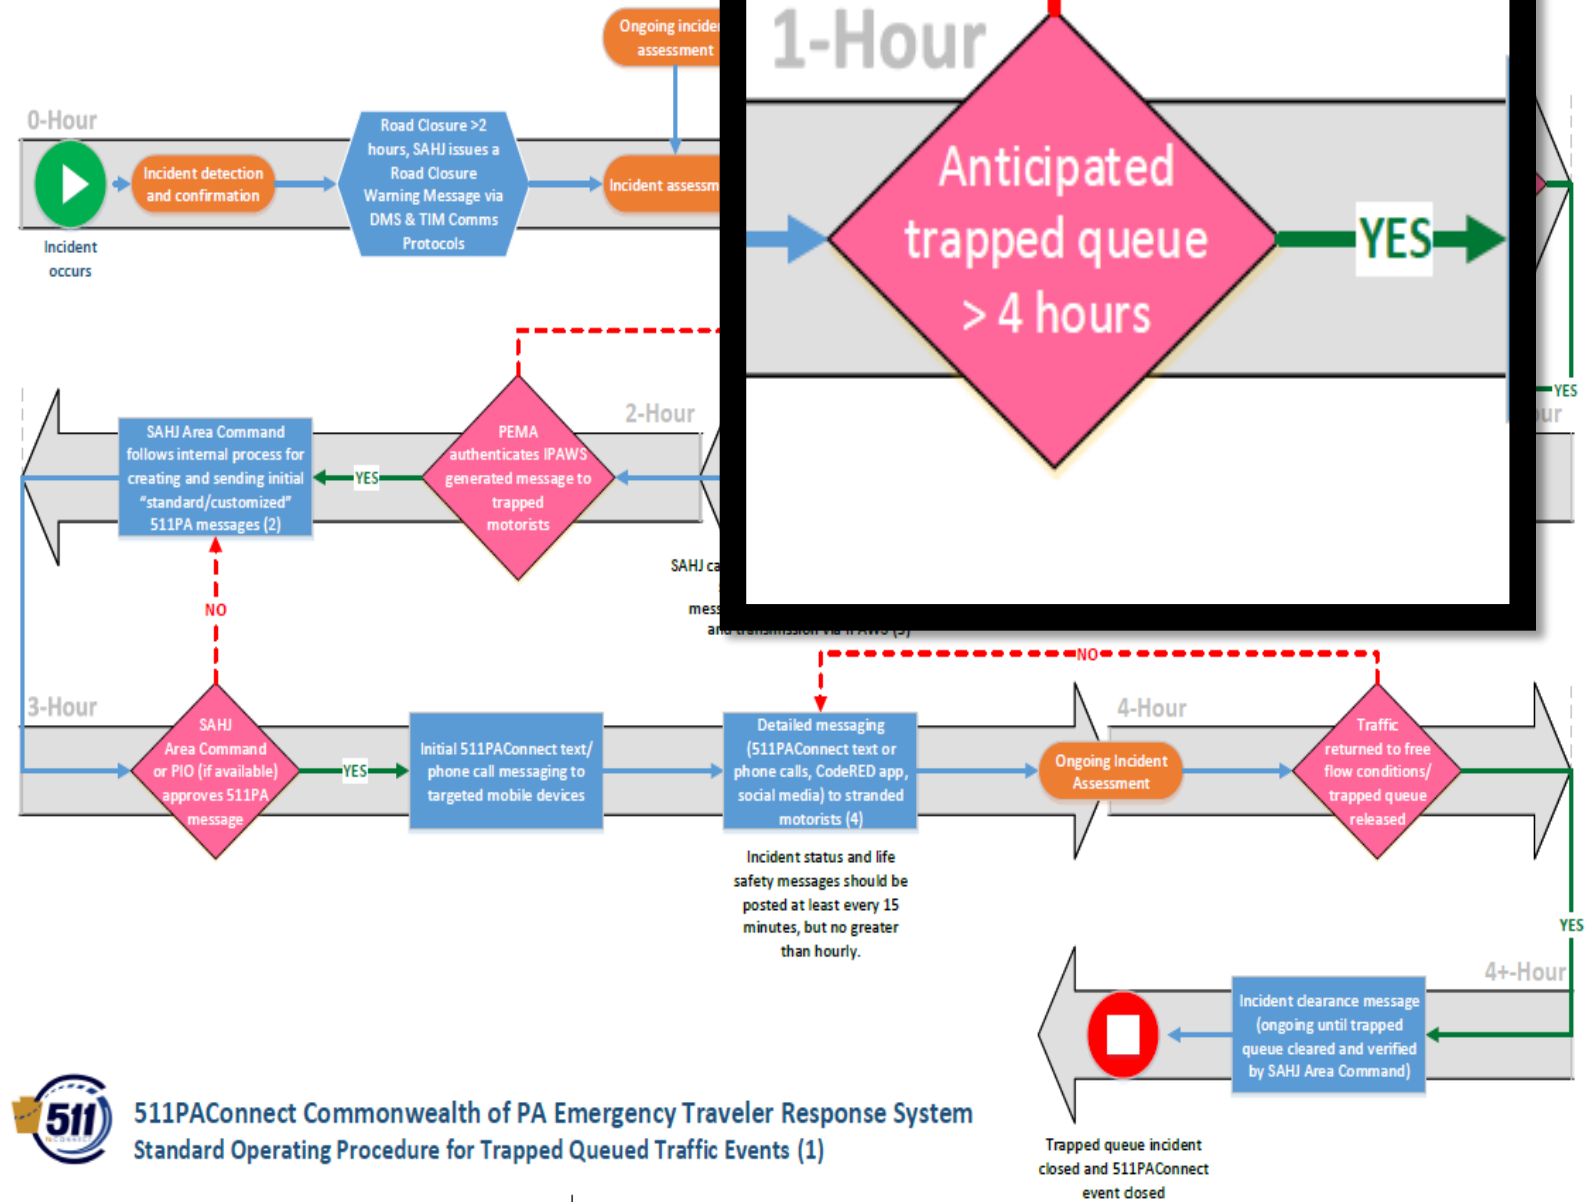 Ongoing incide
assessment
1-Hour
0-Hour
Road Closure >2
hours, SAHJ issues a
Road Closure
Warning Message via
DMS & TIM Comms
Protocols
Incident detection
and confirmation
Incident assessm
Incident
occurs
Anticipated
trapped queue
> 4 hours
YES
YES
2-Hour
ur
SAHJ Area Command
follows internal process for
creating and sending initial
“standard/customized”
511PA messages (2)
YES
PEMA
authenticates IPAWS
generated message to
trapped
motorists
SAHJ ca
mess
NO
NO
3-Hour
SAHJ
Area Command
or PIO (if available)
approves 511PA
message
YES
Initial 511PAConnect text/
phone call messaging to
targeted mobile devices
Detailed messaging
(511PAConnect text or
phone calls, CodeRED app,
social media) to stranded
motorists (4)
Incident status and life
safety messages should be
posted at least every 15
minutes, but no greater
than hourly.
4-Hour
Ongoing Incident
Assessment
Traffic
returned to free
flow conditions/
trapped queue
released
YES
4+-Hour
Incident clearance message
(ongoing until trapped
queue cleared and verified
by SAHJ Area Command)
Trapped queue incident
closed and 511PAConnect
event closed
511
511PAConnect Commonwealth of PA Emergency Traveler Response System
Standard Operating Procedure for Trapped Queued Traffic Events (1)